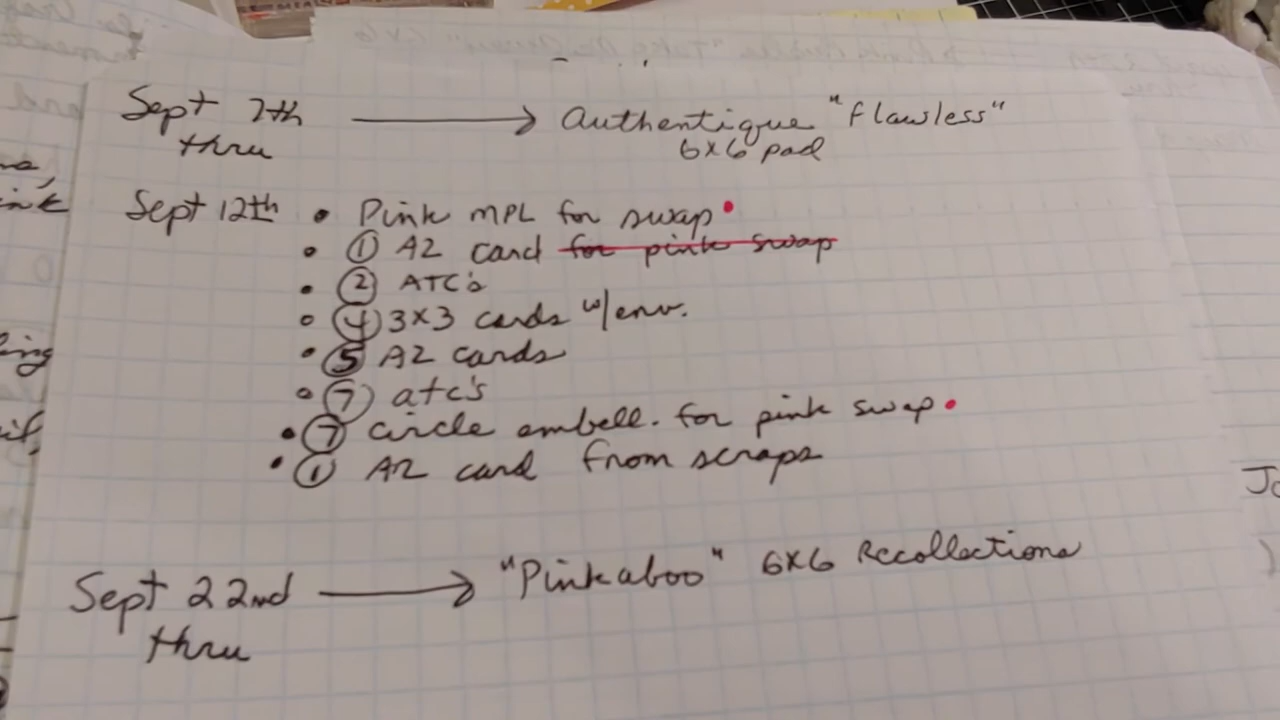 Sept 7th → Authentique "Flawless"
thru 6x6 pad
Sept 12th • Pink MPL for swap •
• ① A2 card for pink swap
• ② ATC's
• ④ 3x3 cards w/env.
• ⑤ A2 cards
• ⑦ atc's
• ⑦ circle embell. for pink swap •
• ① A2 card from scraps
Sept 22nd → "Pinkaboo" 6x6 Recollections
thru